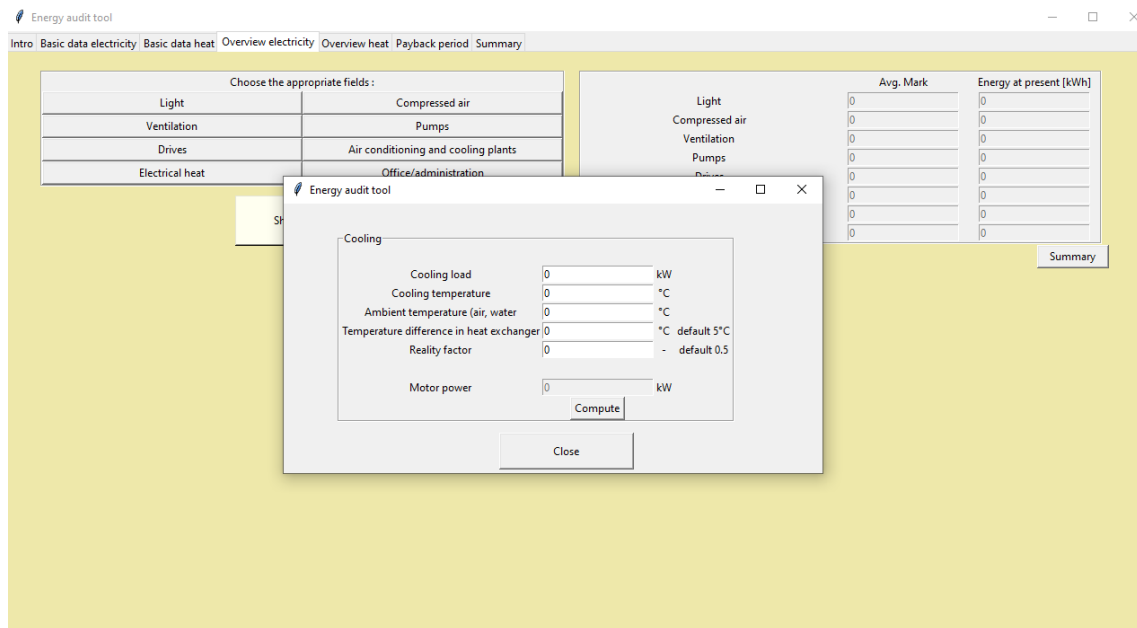 Energy audit tool
Intro Basic data electricity Basic data heat Overview electricity Overview heat Payback period Summary
Choose the appropriate fields :
Light Compressed air
Ventilation Pumps
Drives Air conditioning and cooling plants
Electrical heat Office/administration
Avg. Mark Energy at present [kWh]
Light 0 0
Compressed air 0 0
Ventilation 0 0
Pumps 0 0
Drives 0 0
0 0
0 0
0 0
Summary
Energy audit tool
Cooling
Cooling load 0 kW
Cooling temperature 0 °C
Ambient temperature (air, water 0 °C
Temperature difference in heat exchanger 0 °C default 5°C
Reality factor 0 - default 0.5
Motor power 0 kW
Compute
Close